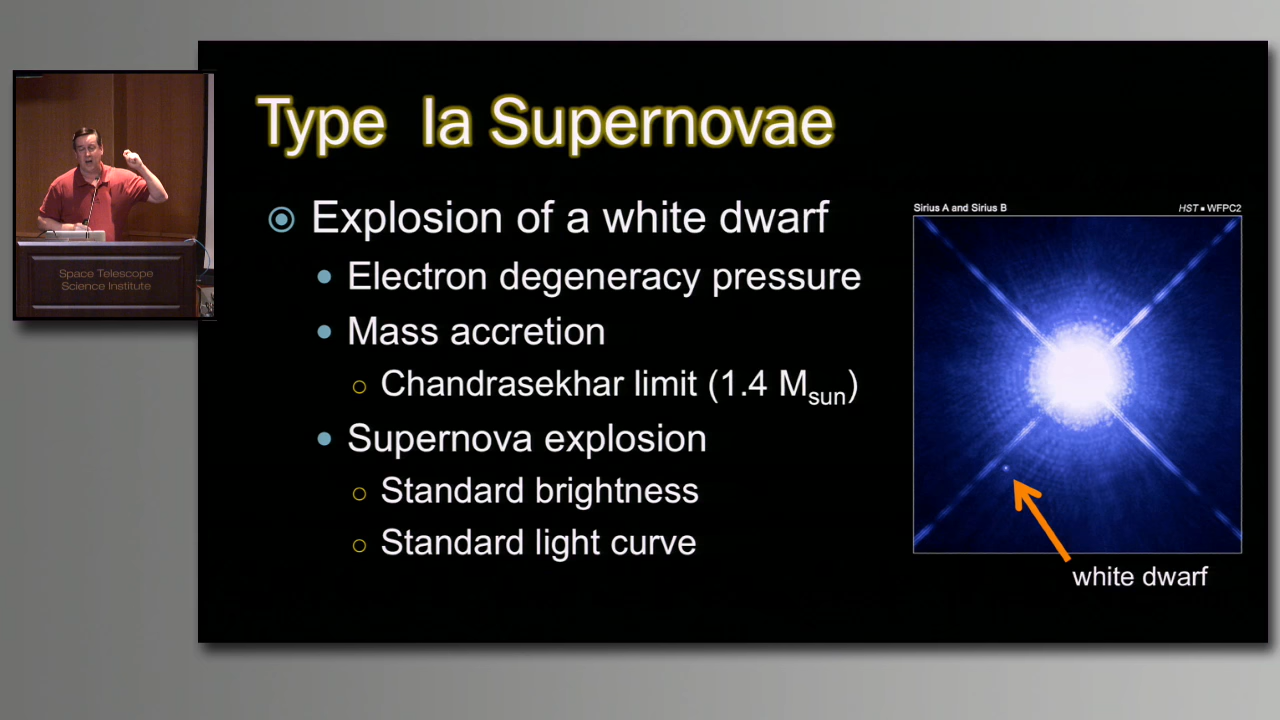 Type Ia Supernovae
Explosion of a white dwarf
Electron degeneracy pressure
Mass accretion
Chandrasekhar limit (1.4 Msun)
Supernova explosion
Standard brightness
Standard light curve
Sirius A and Sirius B
HST ▪ WFPC2
white dwarf
Space Telescope
Science Institute